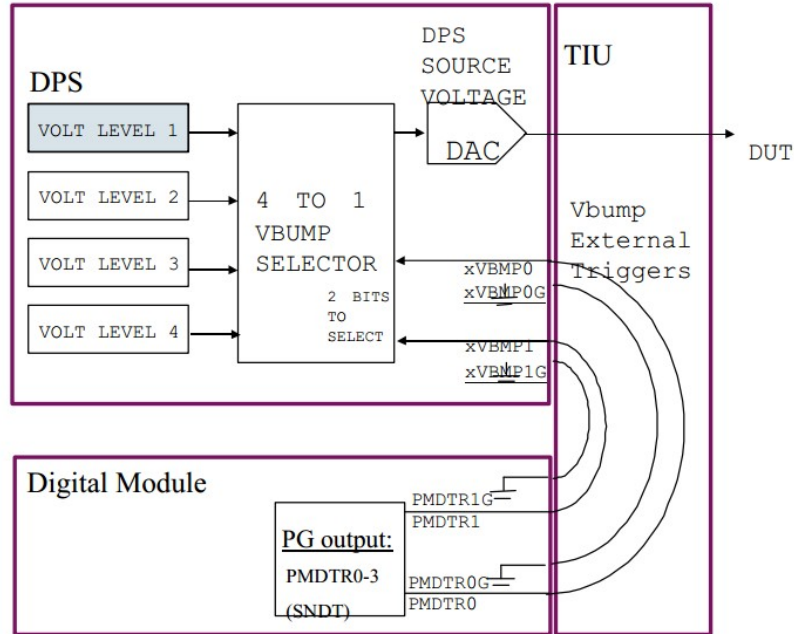 DPS
SOURCE
VOLTAGE
TIU
DPS
VOLT LEVEL 1
DAC
DUT
VOLT LEVEL 2
4 TO 1
VBUMP
SELECTOR
Vbump
External
Triggers
VOLT LEVEL 3
xVBMP0
2 BITS
TO
SELECT
xVBMP0G
VOLT LEVEL 4
xVBMP1
xVBMP1G
Digital Module
PMDTR1G
PMDTR1
PG output:
PMDTR0-3
(SNDT)
PMDTR0G
PMDTR0